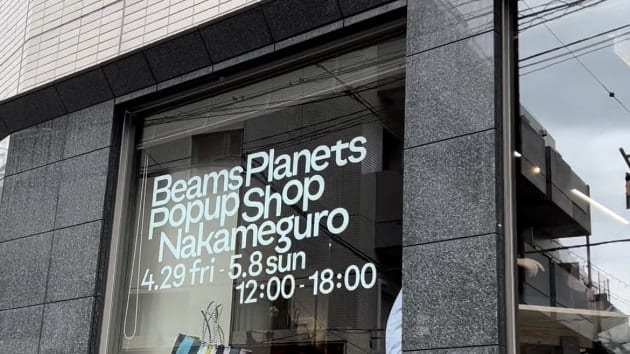 Beams Planets
Popup Shop
Nakameguro
4.29 fri - 5.8 sun
12:00 - 18:00